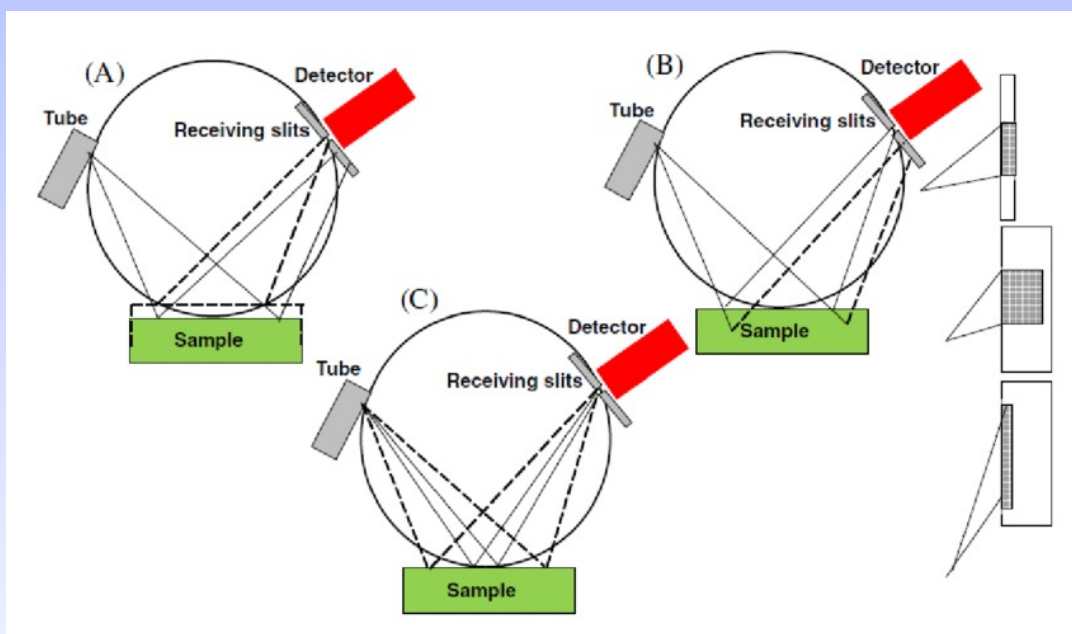 (A)
Detector
Tube
Receiving slits
Sample
(B)
Detector
Tube
Receiving slits
Sample
(C)
Detector
Tube
Receiving slits
Sample